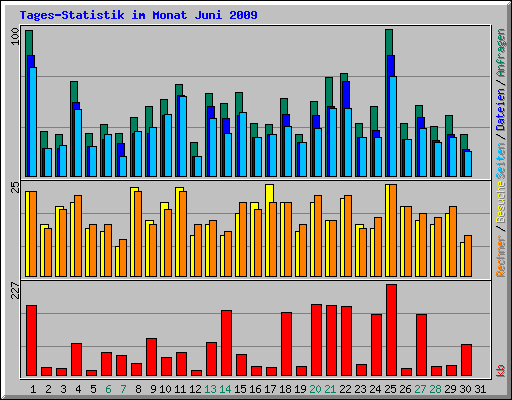 Tages-Statistik im Monat Juni 2009
100
25
227
Rechner / Besuche Seiten / Dateien / Anfragen
kb
1 2 3 4 5 6 7 8 9 10 11 12 13 14 15 16 17 18 19 20 21 22 23 24 25 26 27 28 29 30 31